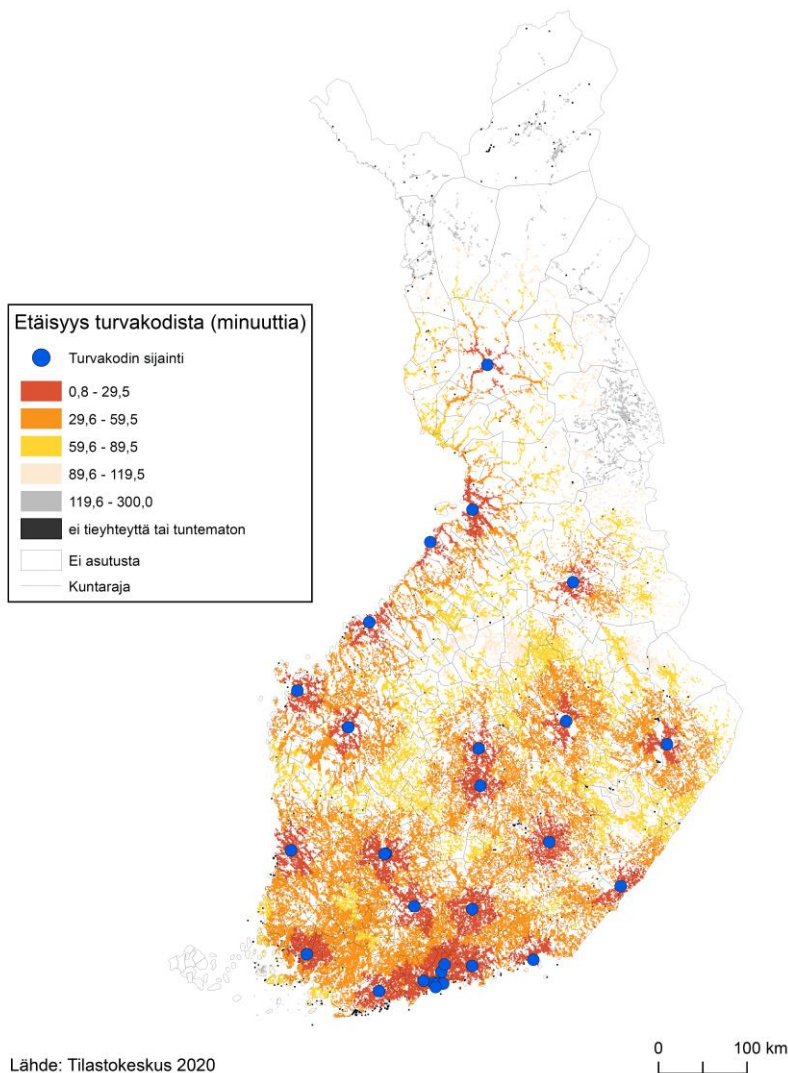 Etäisyys turvakodista (minuuttia)
Turvakodin sijainti
0,8 - 29,5
29,6 - 59,5
59,6 - 89,5
89,6 - 119,5
119,6 - 300,0
ei tieyhteyttä tai tuntematon
Ei asutusta
Kuntaraja
Lähde: Tilastokeskus 2020
0 100 km